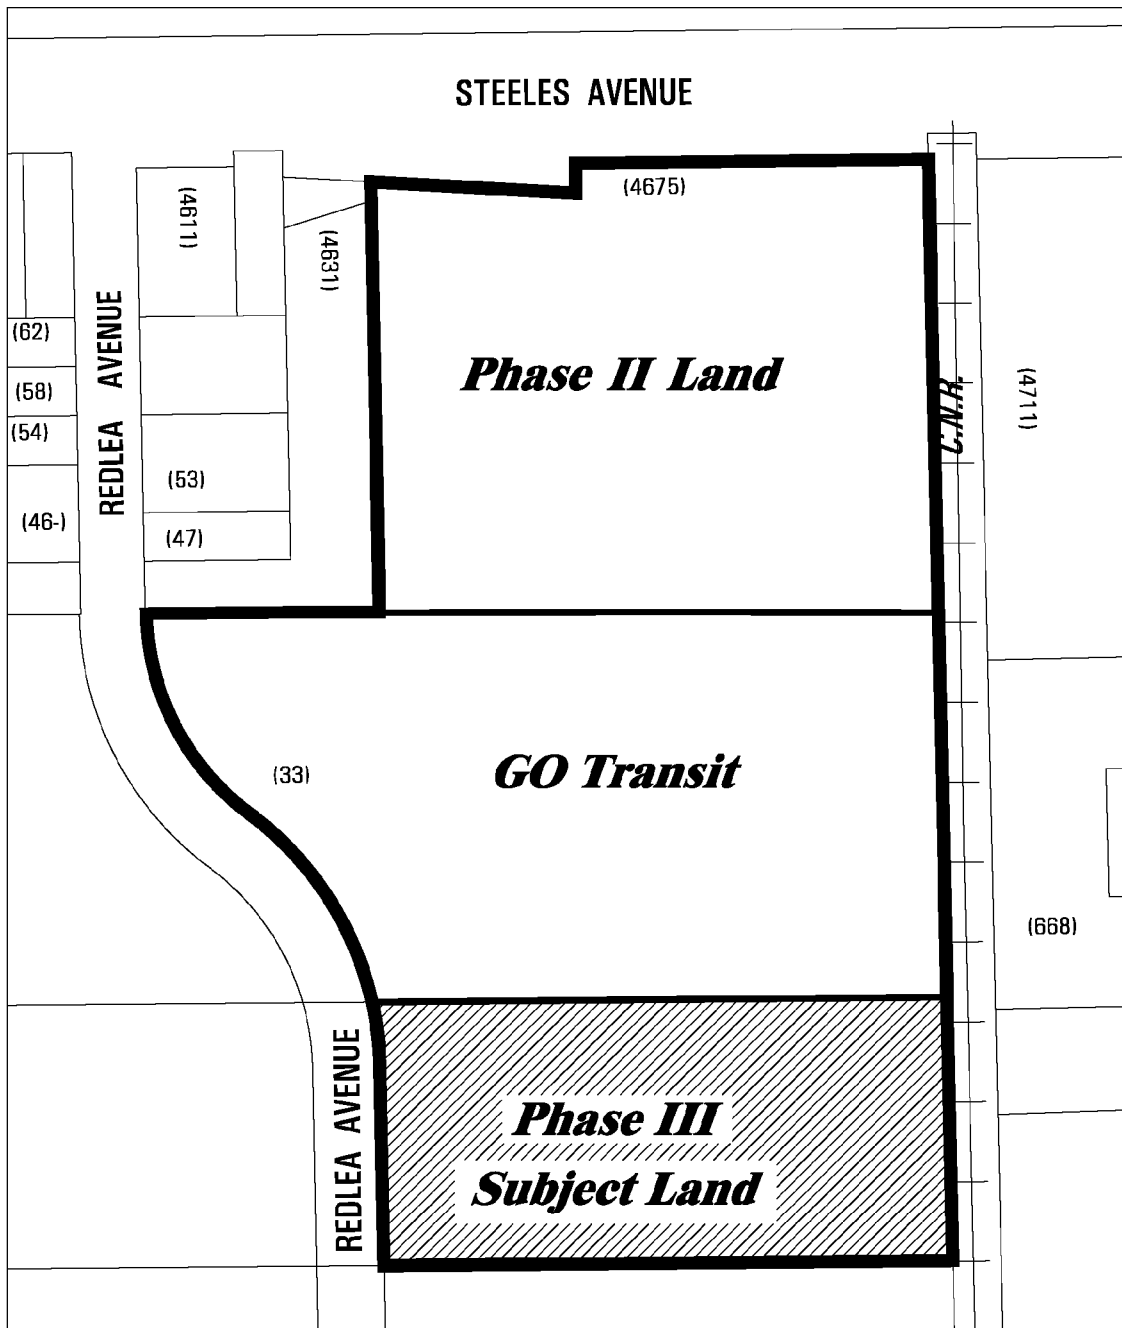 STEELES AVENUE
(4675)
(4611)
(4631)
REDLEA AVENUE
(62)
(58)
(54)
(46-)
(53)
(47)
Phase II Land
C.N.R.
(4711)
(33)
GO Transit
(668)
REDLEA AVENUE
Phase III
Subject Land